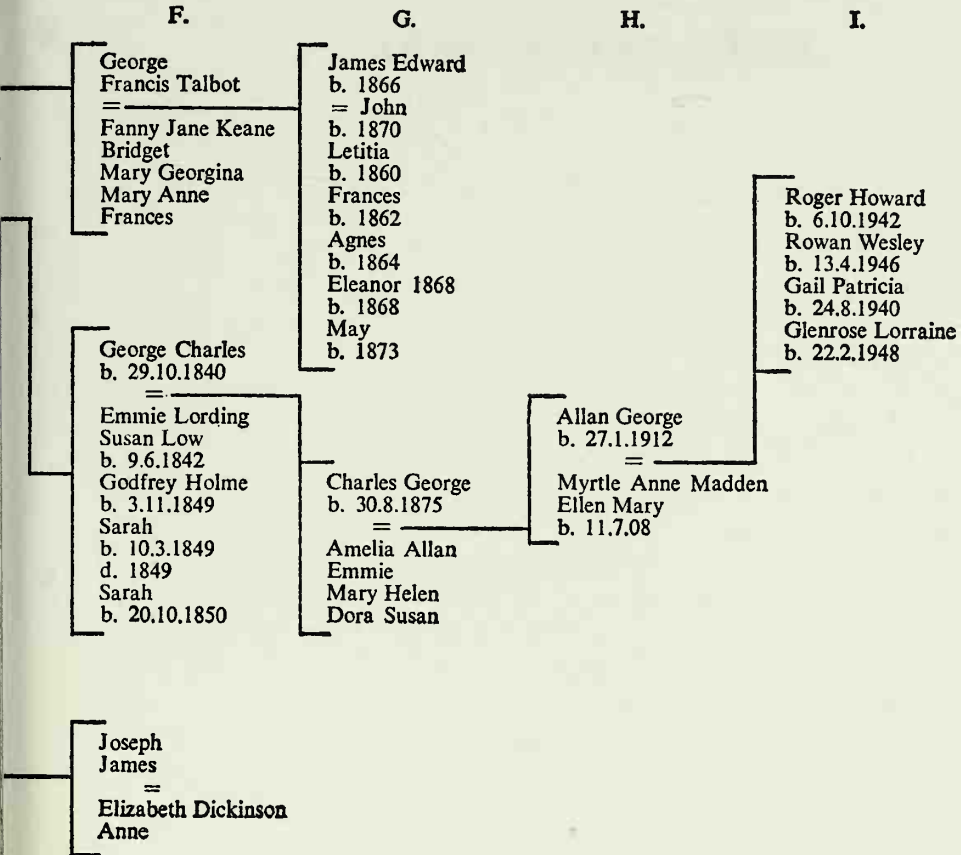 F.
G.
H.
I.
George
Francis Talbot
=
Fanny Jane Keane
Bridget
Mary Georgina
Mary Anne
Frances
James Edward
b. 1866
= John
b. 1870
Letitia
b. 1860
Frances
b. 1862
Agnes
b. 1864
Eleanor 1868
b. 1868
May
b. 1873
Roger Howard
b. 6.10.1942
Rowan Wesley
b. 13.4.1946
Gail Patricia
b. 24.8.1940
Glenrose Lorraine
b. 22.2.1948
George Charles
b. 29.10.1840
=
Emmie Lording
Susan Low
b. 9.6.1842
Godfrey Holme
b. 3.11.1849
Sarah
b. 10.3.1849
d. 1849
Sarah
b. 20.10.1850
Charles George
b. 30.8.1875
=
Amelia Allan
Emmie
Mary Helen
Dora Susan
Allan George
b. 27.1.1912
=
Myrtle Anne Madden
Ellen Mary
b. 11.7.08
Joseph
James
=
Elizabeth Dickinson
Anne